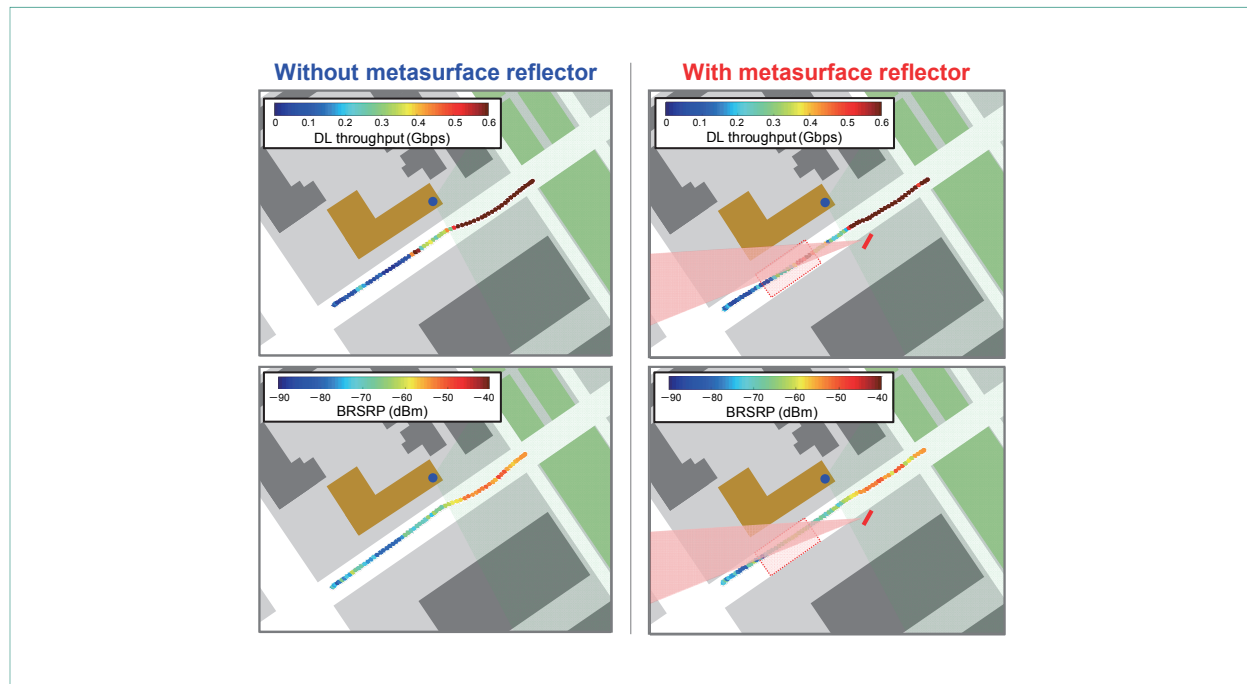 Without metasurface reflector
With metasurface reflector
0 0.1 0.2 0.3 0.4 0.5 0.6
DL throughput (Gbps)
0 0.1 0.2 0.3 0.4 0.5 0.6
DL throughput (Gbps)
−90 −80 −70 −60 −50 −40
BRSRP (dBm)
−90 −80 −70 −60 −50 −40
BRSRP (dBm)